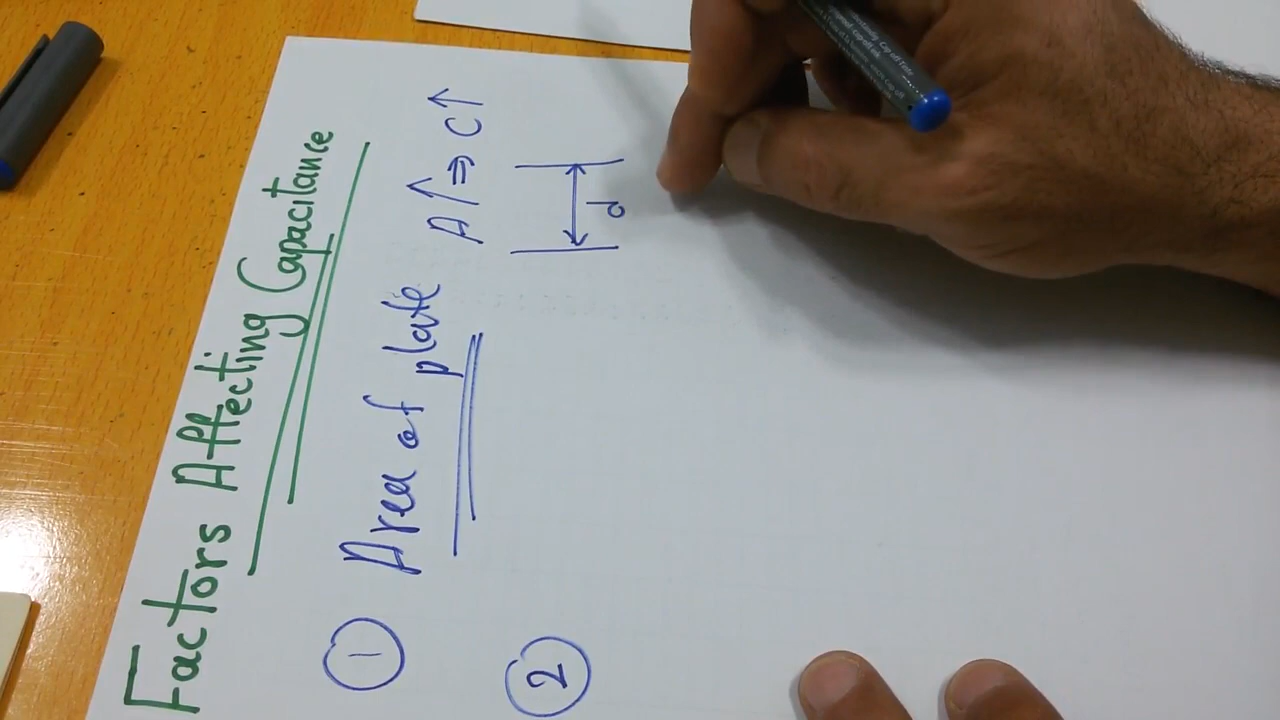 Factors Affecting Capacitance
① Area of plate A↑ ⇒ C↑
②
d